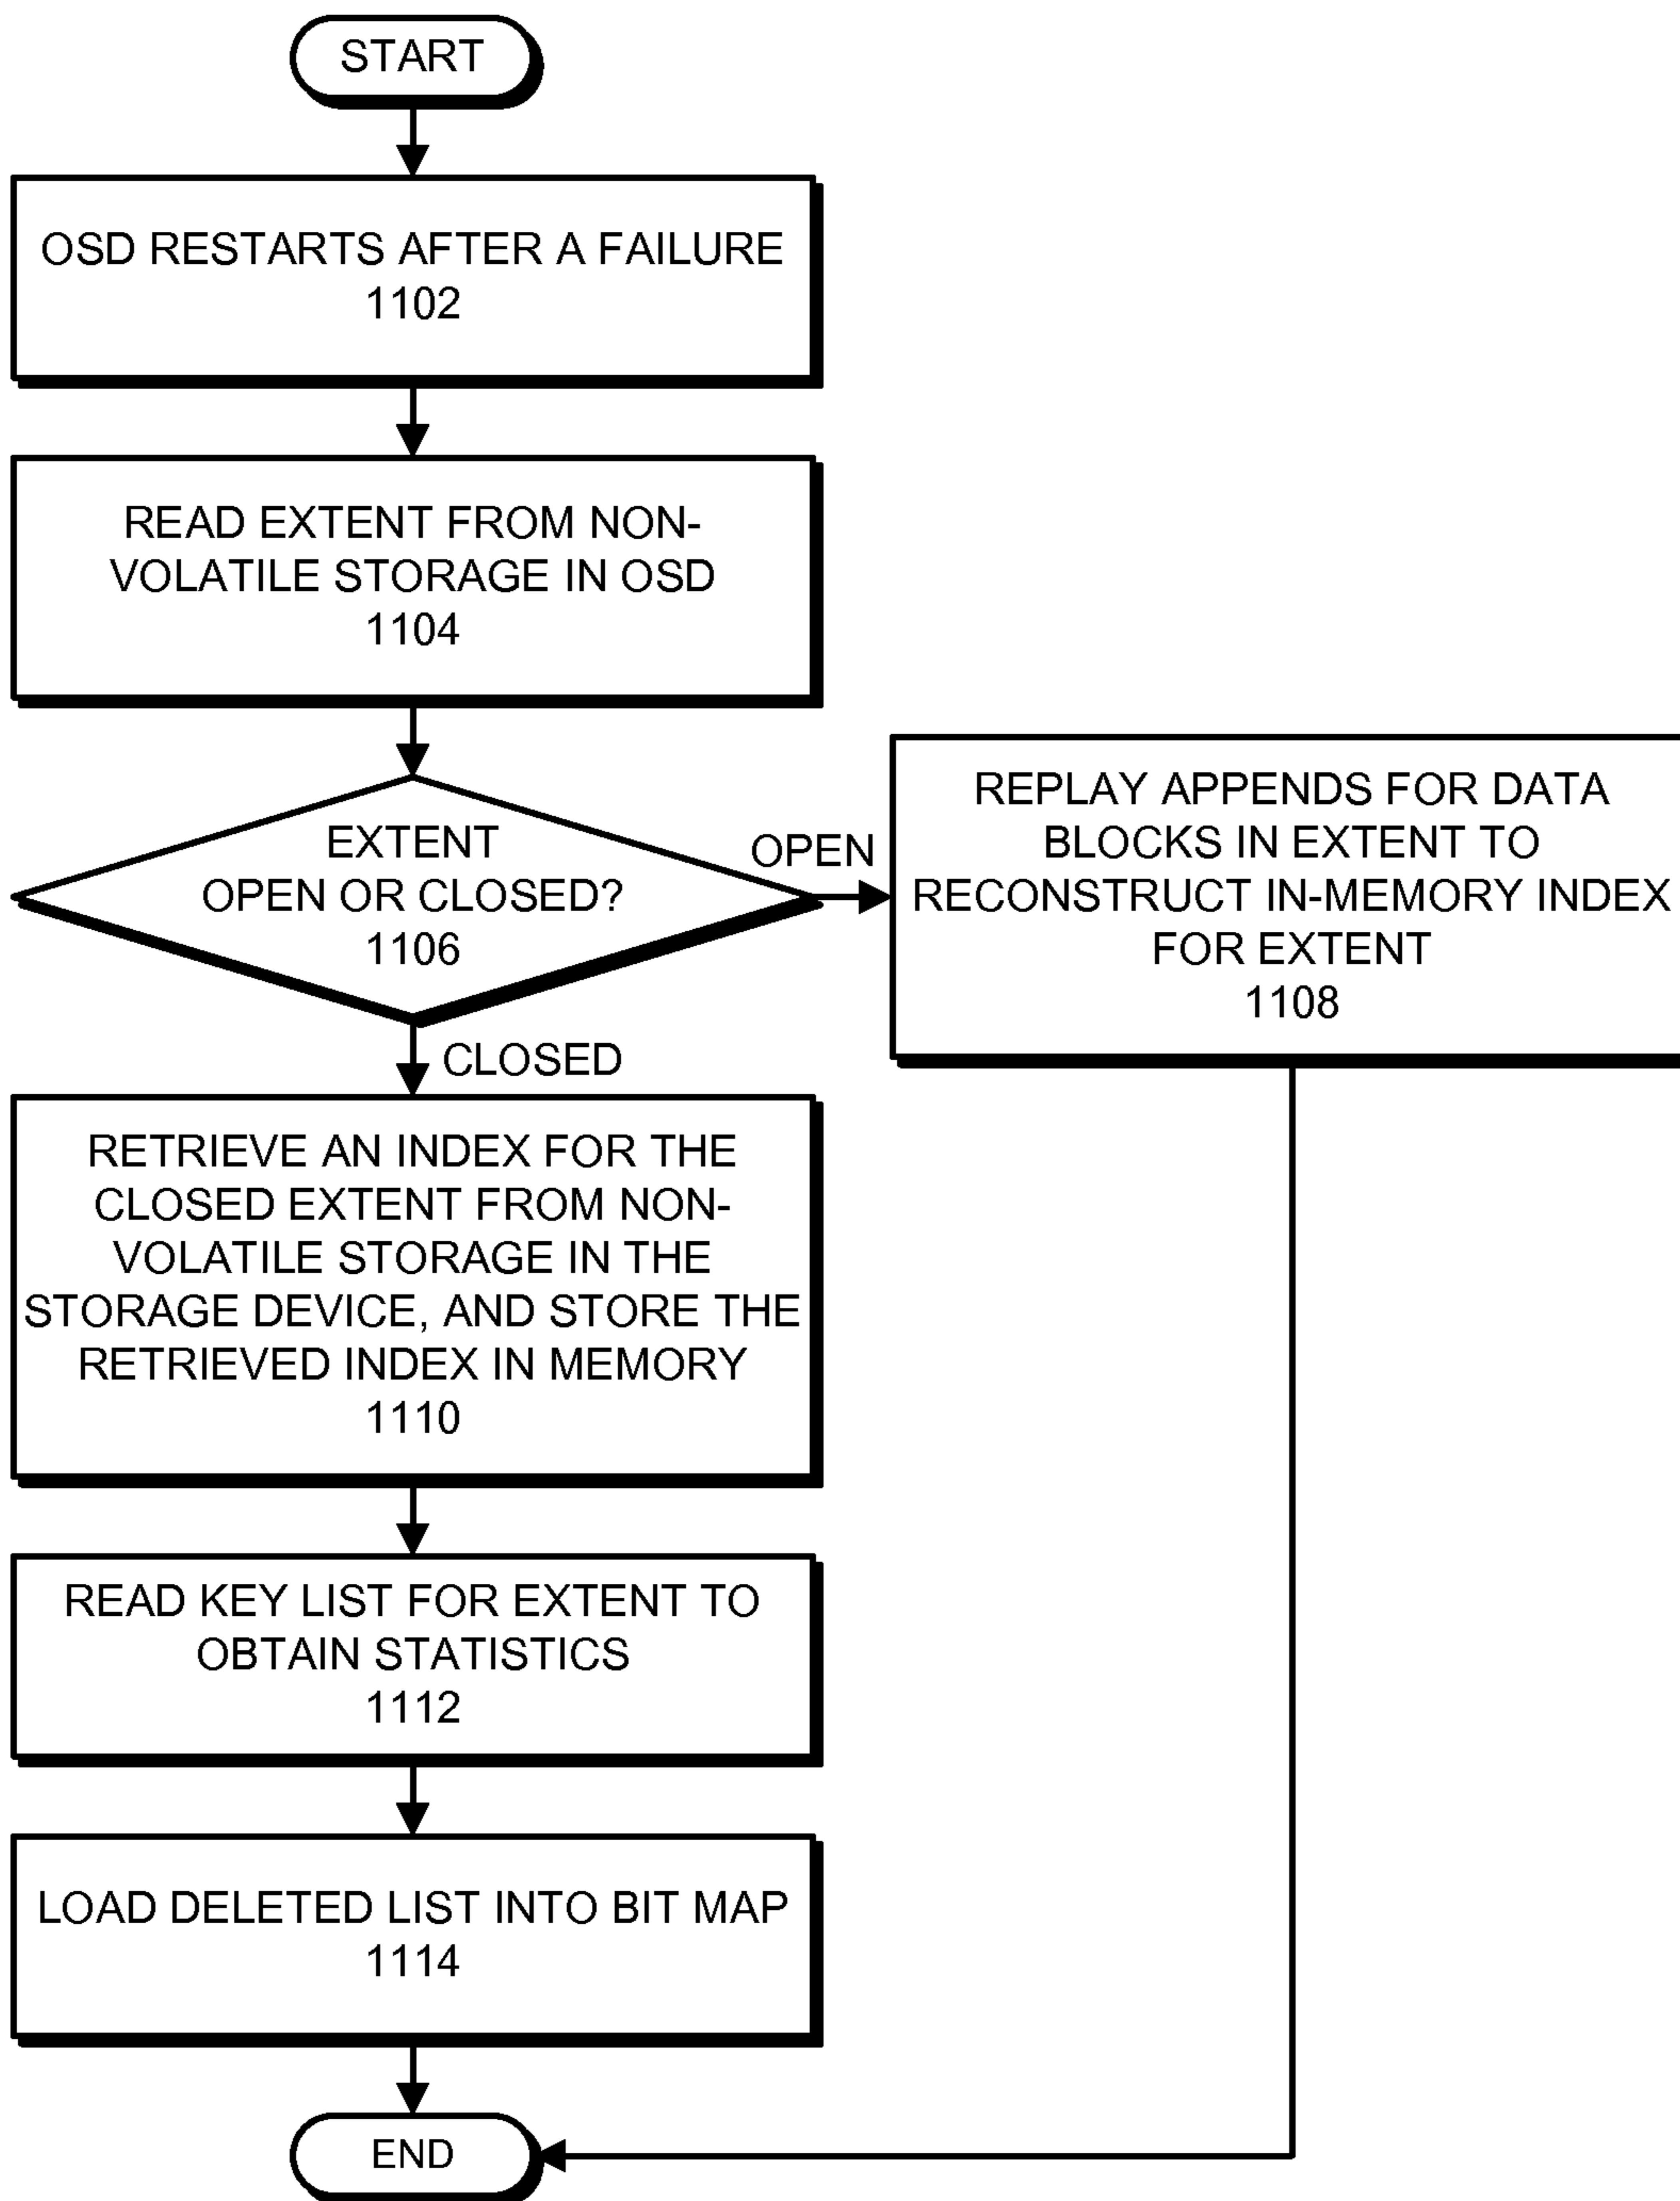 START
OSD RESTARTS AFTER A FAILURE
1102
READ EXTENT FROM NON-
VOLATILE STORAGE IN OSD
1104
EXTENT
OPEN OR CLOSED?
1106
OPEN
REPLAY APPENDS FOR DATA
BLOCKS IN EXTENT TO
RECONSTRUCT IN-MEMORY INDEX
FOR EXTENT
1108
CLOSED
RETRIEVE AN INDEX FOR THE
CLOSED EXTENT FROM NON-
VOLATILE STORAGE IN THE
STORAGE DEVICE, AND STORE THE
RETRIEVED INDEX IN MEMORY
1110
READ KEY LIST FOR EXTENT TO
OBTAIN STATISTICS
1112
LOAD DELETED LIST INTO BIT MAP
1114
END